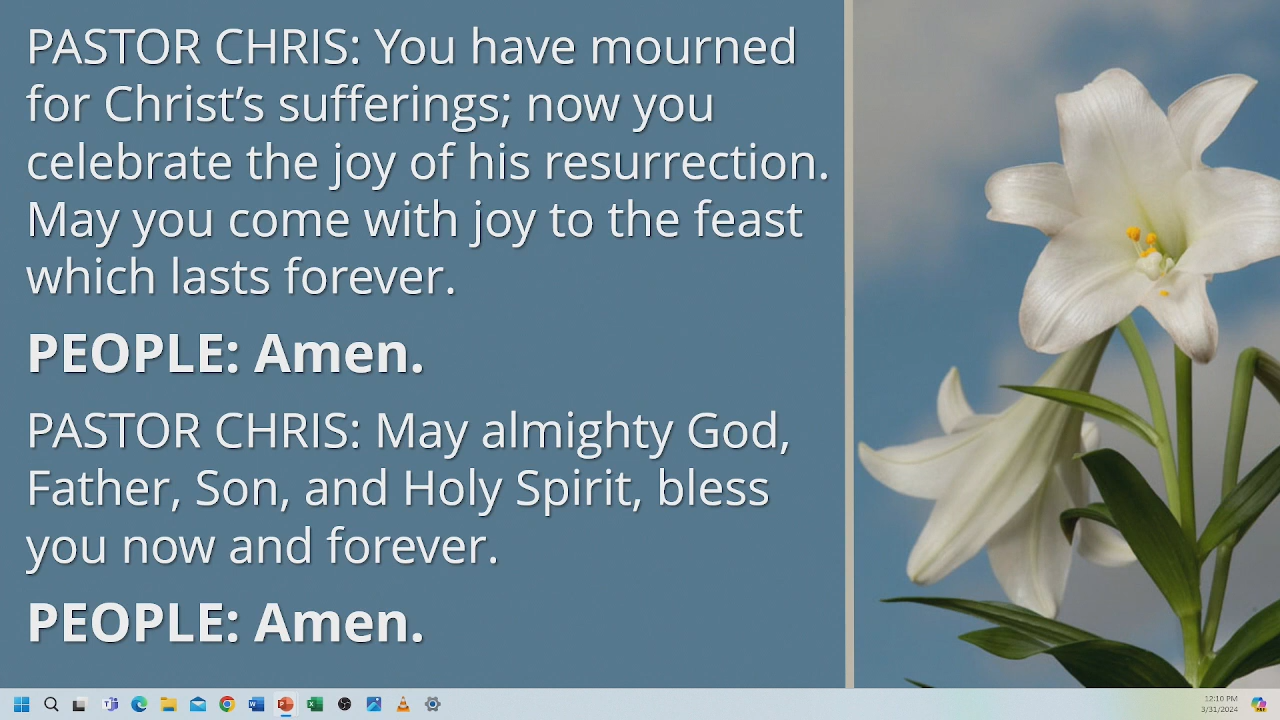 PASTOR CHRIS: You have mourned
for Christ’s sufferings; now you
celebrate the joy of his resurrection.
May you come with joy to the feast
which lasts forever.
PEOPLE: Amen.
PASTOR CHRIS: May almighty God,
Father, Son, and Holy Spirit, bless
you now and forever.
PEOPLE: Amen.
12:10 PM
3/31/2024